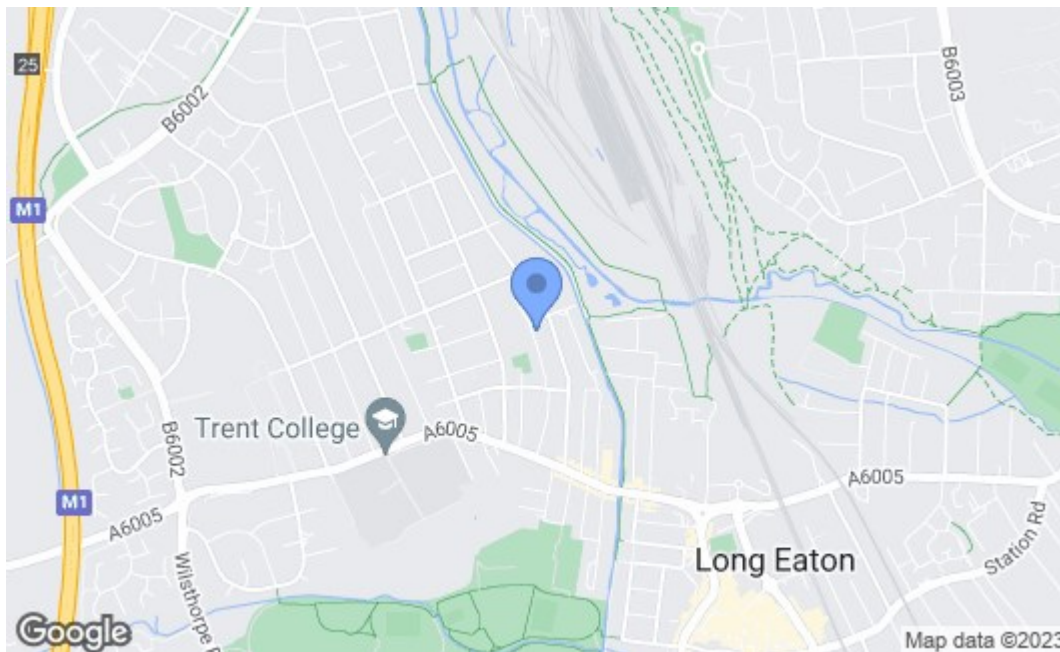 25
B6002
B6003
M1
Trent College
A6005
B6002
M1
A6005
A6005
Station Rd
Long Eaton
Wilsthorpe
Google
Map data ©2023